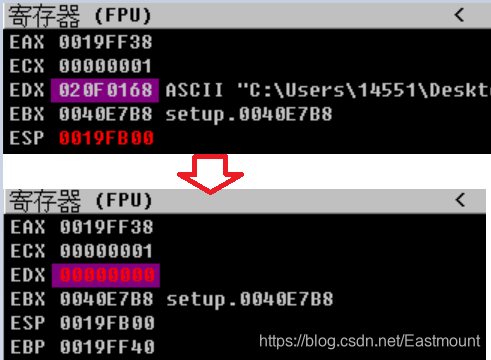 寄存器 (FPU) <
EAX 0019FF38
ECX 00000001
EDX 020F0168 ASCII "C:\Users\14551\Deskt
EBX 0040E7B8 setup.0040E7B8
ESP 0019FB00
寄存器 (FPU) <
EAX 0019FF38
ECX 00000001
EDX 00000000
EBX 0040E7B8 setup.0040E7B8
ESP 0019FB00
EBP 0019FF40
https://blog.csdn.net/Eastmount